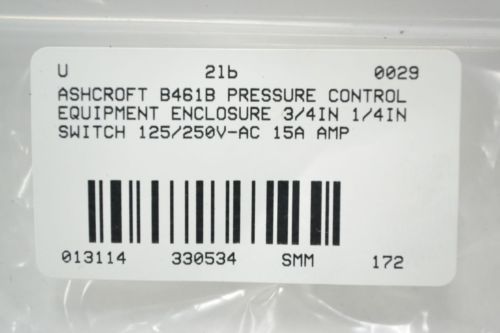 U 2lb 0029
ASHCROFT B461B PRESSURE CONTROL
EQUIPMENT ENCLOSURE 3/4IN 1/4IN
SWITCH 125/250V-AC 15A AMP
013114 330534 SMM 172